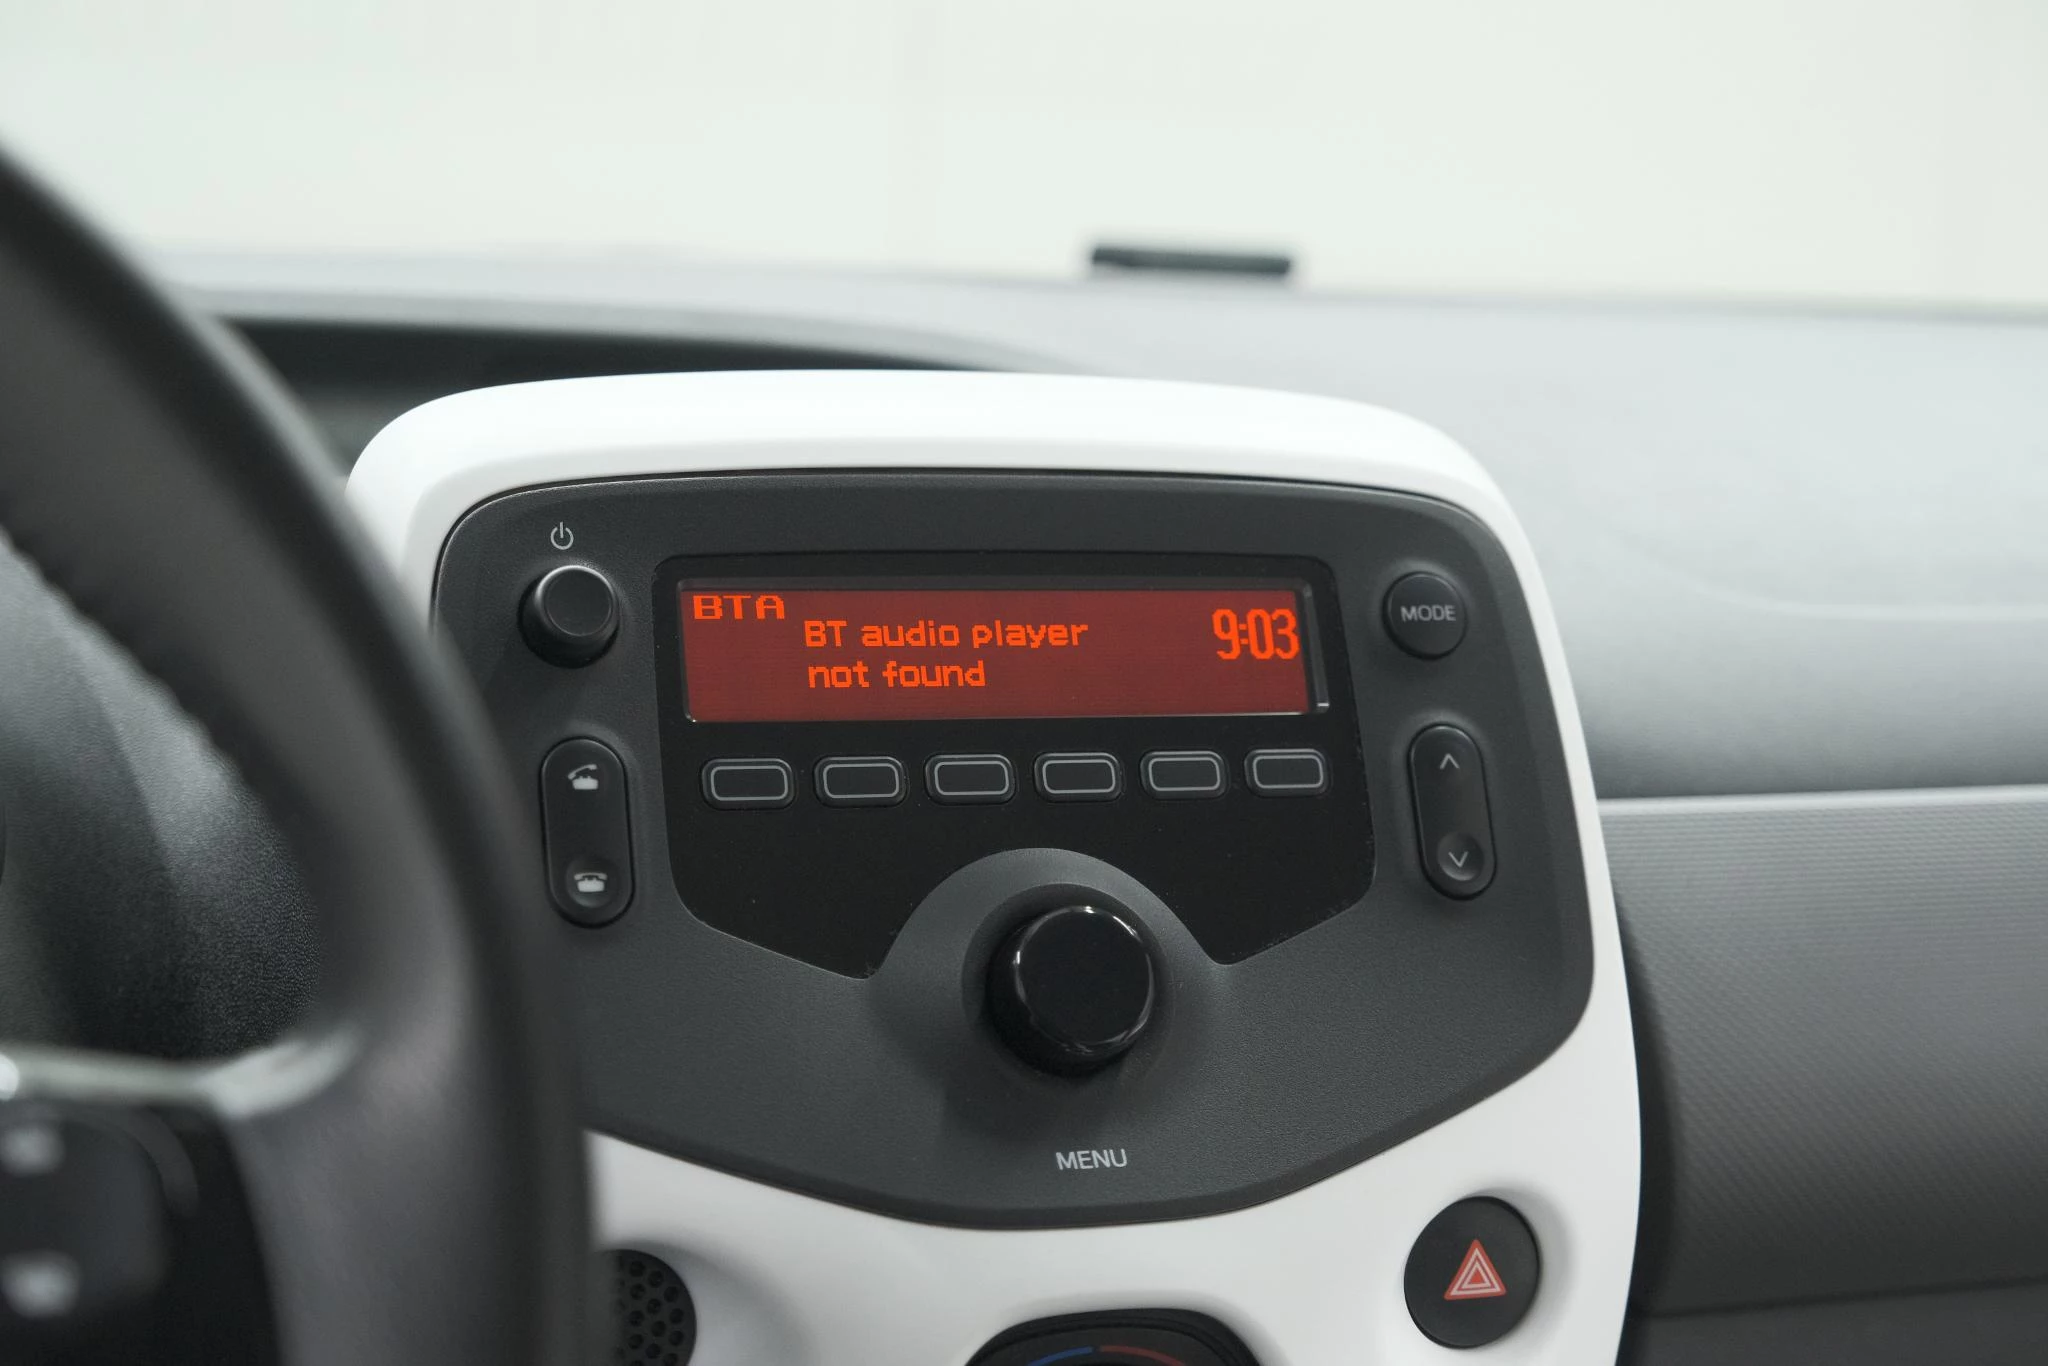 BTA
BT audio player
not found
9:03
MODE
MENU